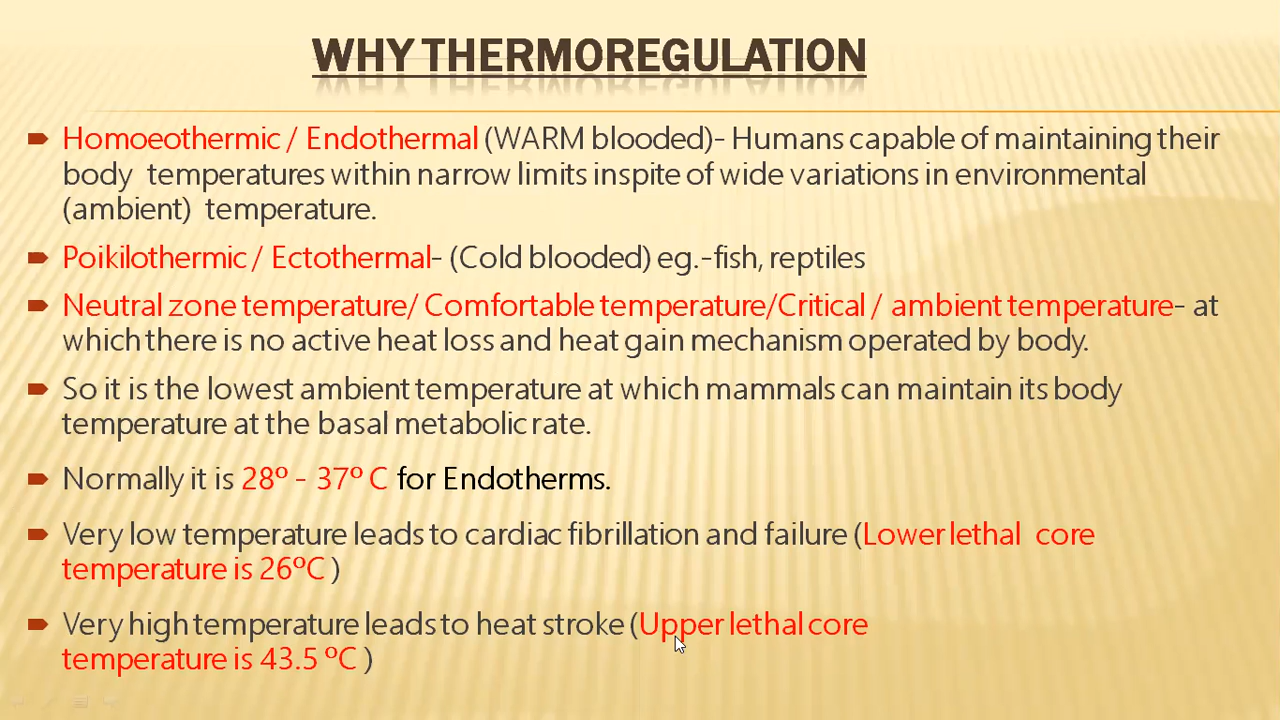 WHY THERMOREGULATION
Homoeothermic / Endothermal (WARM blooded)- Humans capable of maintaining their
body temperatures within narrow limits inspite of wide variations in environmental
(ambient) temperature.
Poikilothermic / Ectothermal- (Cold blooded) eg.-fish, reptiles
Neutral zone temperature/ Comfortable temperature/Critical / ambient temperature- at
which there is no active heat loss and heat gain mechanism operated by body.
So it is the lowest ambient temperature at which mammals can maintain its body
temperature at the basal metabolic rate.
Normally it is 28º - 37º C for Endotherms.
Very low temperature leads to cardiac fibrillation and failure (Lower lethal core
temperature is 26ºC )
Very high temperature leads to heat stroke (Upper lethal core
temperature is 43.5 ºC )